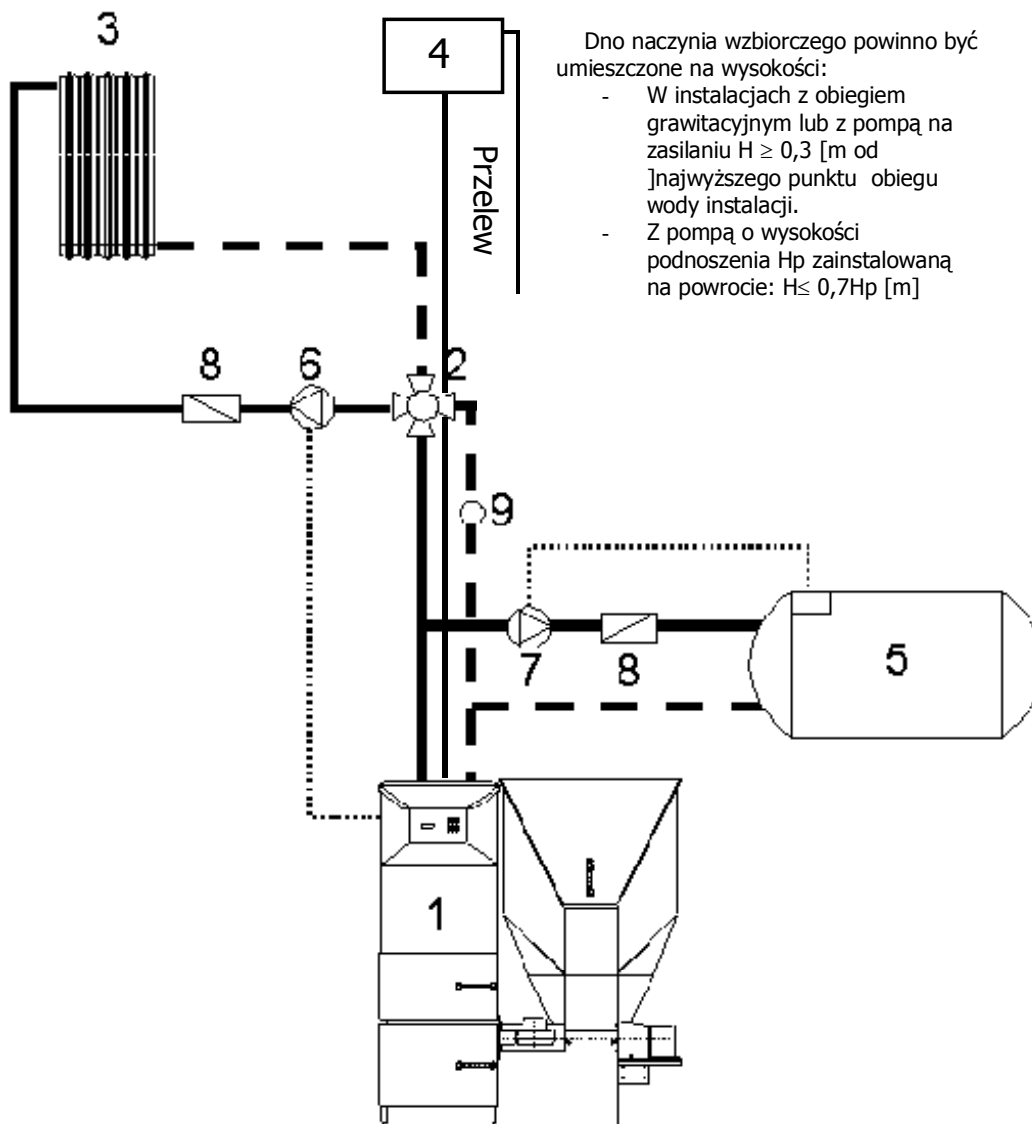 3
4
Dno naczynia wzbiorczego powinno być
umieszczone na wysokości:
- W instalacjach z obiegiem
grawitacyjnym lub z pompą na
zasilaniu H ≥ 0,3 [m od
]najwyższego punktu obiegu
wody instalacji.
- Z pompą o wysokości
podnoszenia Hp zainstalowaną
na powrocie: H≤ 0,7Hp [m]
Przelew
8
6
2
9
7
8
5
1